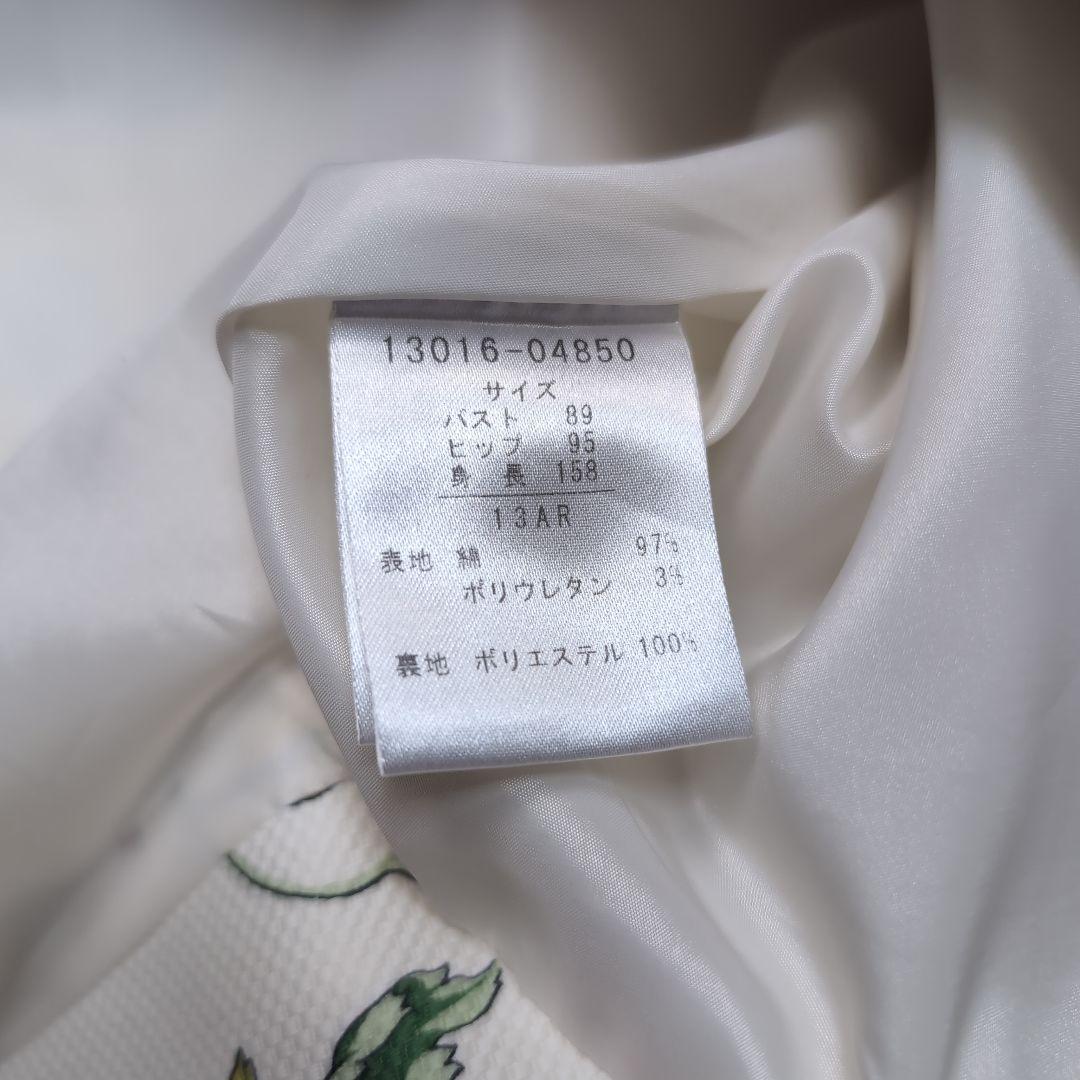 13016-04850
サイズ
バスト 89
ヒップ 95
身長 158
13AR
表地 綿 97%
ポリウレタン 3%
裏地 ポリエステル 100%